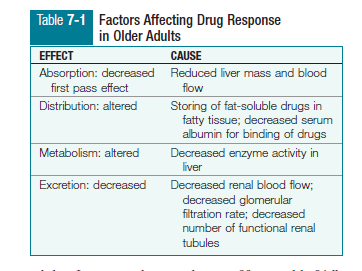 Table 7-1 Factors Affecting Drug Response
in Older Adults
EFFECT CAUSE
Absorption: decreased Reduced liver mass and blood
first pass effect flow
Distribution: altered Storing of fat-soluble drugs in
fatty tissue; decreased serum
albumin for binding of drugs
Metabolism: altered Decreased enzyme activity in
liver
Excretion: decreased Decreased renal blood flow;
decreased glomerular
filtration rate; decreased
number of functional renal
tubules